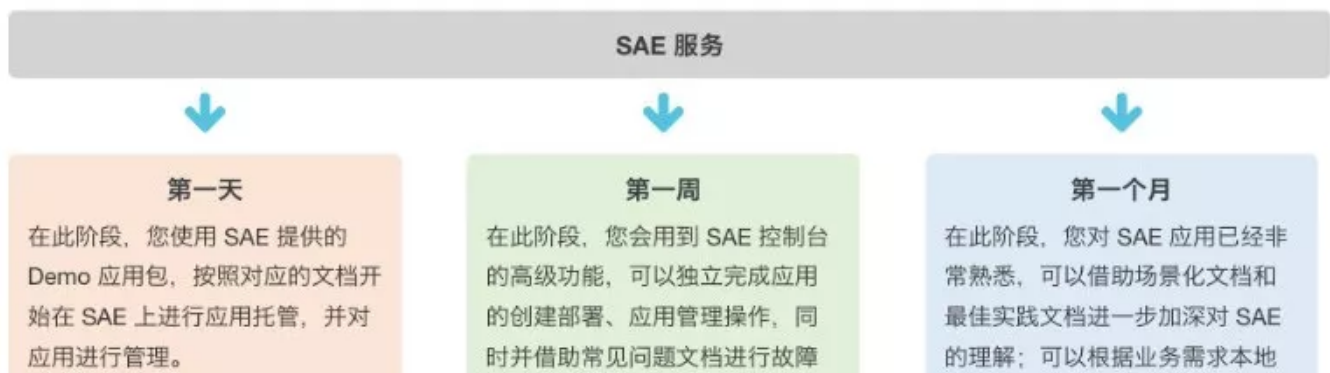 SAE 服务
第一天
在此阶段，您使用 SAE 提供的
Demo 应用包，按照对应的文档开
始在 SAE 上进行应用托管，并对
应用进行管理。
第一周
在此阶段，您会用到 SAE 控制台
的高级功能，可以独立完成应用
的创建部署、应用管理操作，同
时并借助常见问题文档进行故障
第一个月
在此阶段，您对 SAE 应用已经非
常熟悉，可以借助场景化文档和
最佳实践文档进一步加深对 SAE
的理解；可以根据业务需求本地